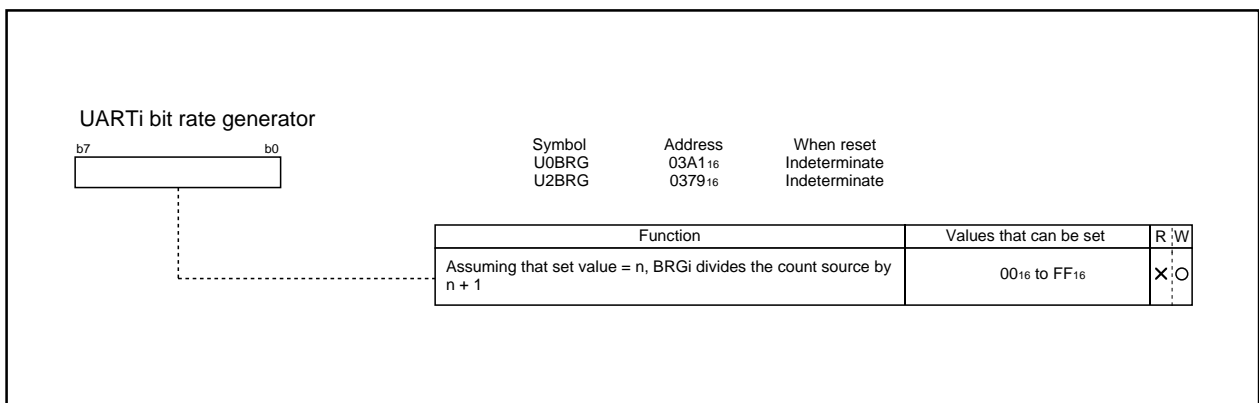 UARTi bit rate generator
b7 b0
Symbol Address When reset
U0BRG 03A116 Indeterminate
U2BRG 037916 Indeterminate
Function Values that can be set R W
Assuming that set value = n, BRGi divides the count source by
n + 1
0016 to FF16